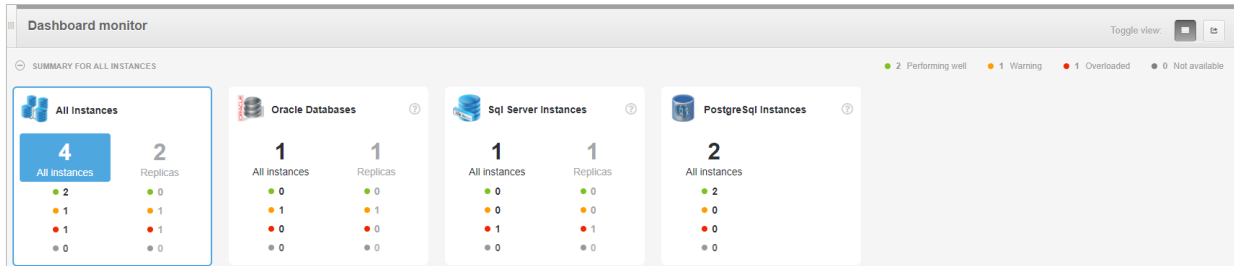 Dashboard monitor
Toggle view:
SUMMARY FOR ALL INSTANCES
2 Performing well 1 Warning 1 Overloaded 0 Not available
All Instances
4 2
All instances Replicas
2 0
1 1
1 1
0 0
ORACLE
Oracle Databases ?
1 1
All instances Replicas
0 0
1 1
0 0
0 0
Sql Server Instances ?
1 1
All instances Replicas
0 0
0 0
1 1
0 0
PostgreSql Instances ?
2
All instances
2
0
0
0